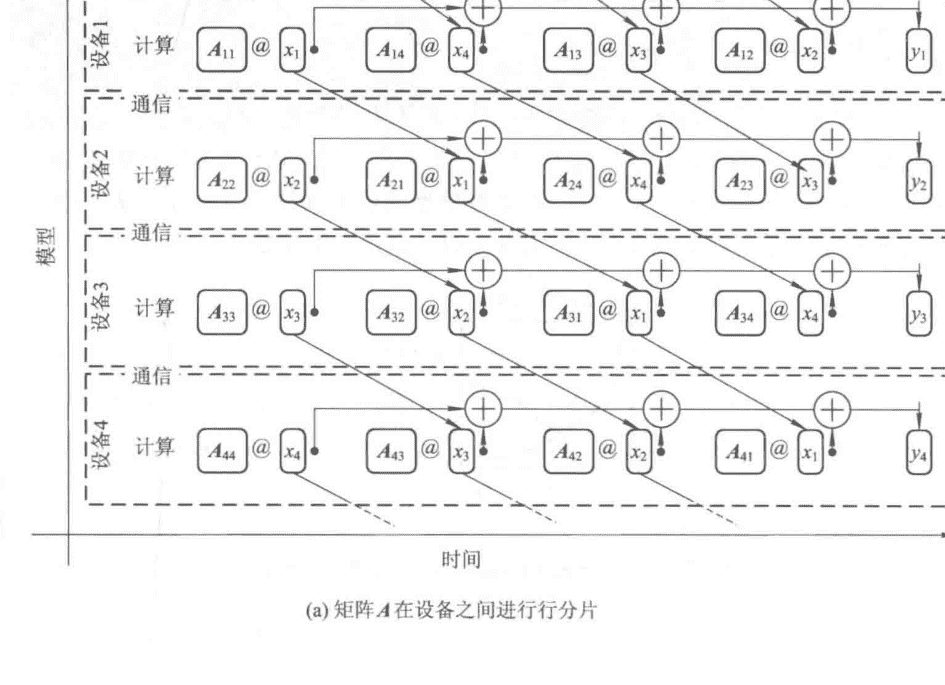 设备1
计算 A11 @ x1 A14 @ x4 A13 @ x3 A12 @ x2 y1
通信
设备2
计算 A22 @ x2 A21 @ x1 A24 @ x4 A23 @ x3 y2
通信
模型
设备3
计算 A33 @ x3 A32 @ x2 A31 @ x1 A34 @ x4 y3
通信
设备4
计算 A44 @ x4 A43 @ x3 A42 @ x2 A41 @ x1 y4
时间
(a) 矩阵A在设备之间进行行分片